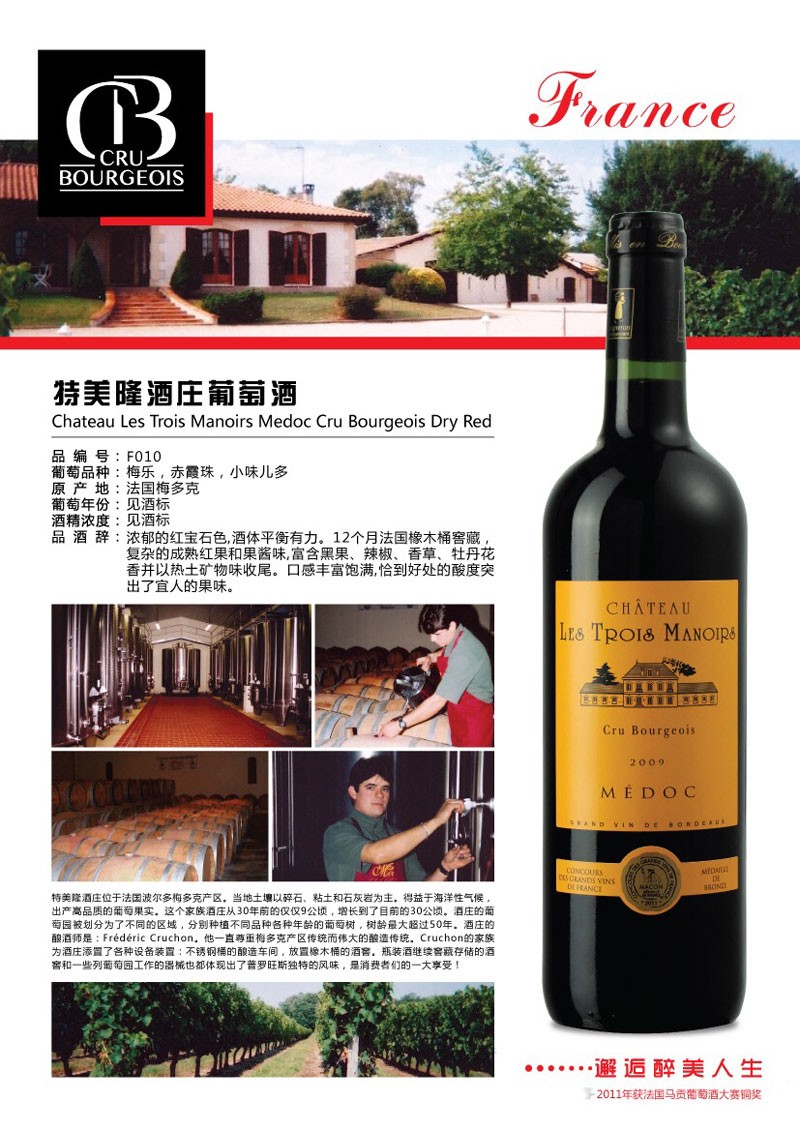 CB
CRU
BOURGEOIS
France
特美隆酒庄葡萄酒
Chateau Les Trois Manoirs Medoc Cru Bourgeois Dry Red
品 编 号：F010
葡萄品种：梅乐，赤霞珠，小味儿多
原 产 地：法国梅多克
葡萄年份：见酒标
酒精浓度：见酒标
品 酒 辞：浓郁的红宝石色,酒体平衡有力。12个月法国橡木桶窖藏，
复杂的成熟红果和果酱味,富含黑果、辣椒、香草、牡丹花
香并以热土矿物味收尾。口感丰富饱满,恰到好处的酸度突
出了宜人的果味。
特美隆酒庄位于法国波尔多梅多克产区。当地土壤以碎石、粘土和石灰岩为主。得益于海洋性气候，
出产高品质的葡萄果实。这个家族酒庄从30年前的仅仅9公顷，增长到了目前的30公顷。酒庄的葡
萄园被划分为了不同的区域，分别种植不同品种各种年龄的葡萄树，树龄最大超过50年。酒庄的
酿酒师是：Frédéric Cruchon。他一直尊重梅多克产区传统而伟大的酿造传统。Cruchon的家族
为酒庄添置了各种设备装置：不锈钢桶的酿造车间，放置橡木桶的酒窖。瓶装酒继续窖藏存储的酒
窖和一些列葡萄园工作的器械也都体现出了普罗旺斯独特的风味，是消费者们的一大享受！
CHÂTEAU
LES TROIS MANOIRS
Cru Bourgeois
2009
MÉDOC
GRAND VIN DE BORDEAUX
CONCOURS
DES GRANDS VINS
DE FRANCE
MACON
2011
MÉDAILLE
DE
BRONZE
邂逅醉美人生
2011年获法国马贡葡萄酒大赛铜奖